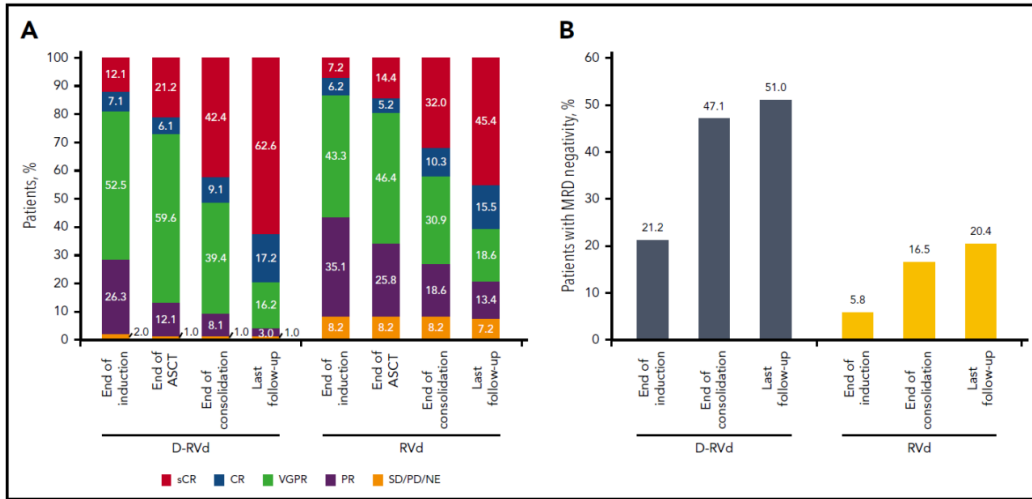 A
Patients, %
100
90
80
70
60
50
40
30
20
10
0
12.1
7.1
52.5
26.3
2.0
21.2
6.1
59.6
12.1
1.0
42.4
9.1
39.4
8.1
1.0
62.6
17.2
16.2
3.0
1.0
7.2
6.2
43.3
35.1
8.2
14.4
5.2
46.4
25.8
8.2
32.0
10.3
30.9
18.6
8.2
45.4
15.5
18.6
13.4
7.2
End of
induction
End of
ASCT
End of
consolidation
Last
follow-up
End of
induction
End of
ASCT
End of
consolidation
Last
follow-up
D-RVd
RVd
sCR
CR
VGPR
PR
SD/PD/NE
B
Patients with MRD negativity, %
60
50
40
30
20
10
0
21.2
47.1
51.0
5.8
16.5
20.4
End of
induction
End of
consolidation
Last
follow-up
End of
induction
End of
consolidation
Last
follow-up
D-RVd
RVd